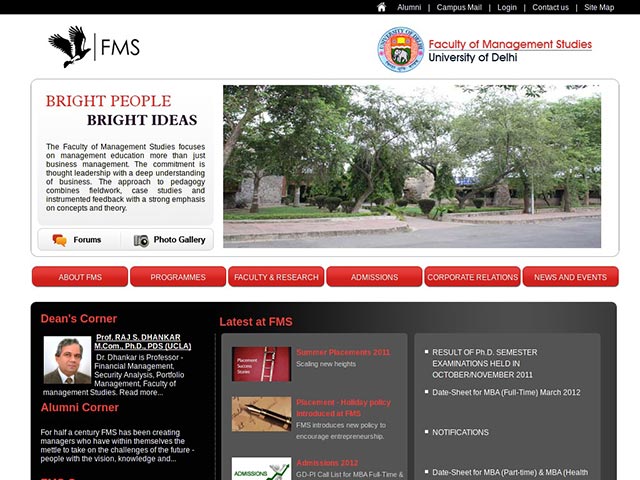 Alumni | Campus Mail | Login | Contact us | Site Map
FMS
Faculty of Management Studies
University of Delhi
BRIGHT PEOPLE
BRIGHT IDEAS
The Faculty of Management Studies focuses
on management education more than just
business management. The commitment is
thought leadership with a deep understanding
of business. The approach to pedagogy
combines fieldwork, case studies and
instrumented feedback with a strong emphasis
on concepts and theory.
Forums
Photo Gallery
ABOUT FMS
PROGRAMMES
FACULTY & RESEARCH
ADMISSIONS
CORPORATE RELATIONS
NEWS AND EVENTS
Dean's Corner
Prof. RAJ S. DHANKAR
M.Com., Ph.D., PDS (UCLA)
Dr. Dhankar is Professor -
Financial Management,
Security Analysis, Portfolio
Management, Faculty of
management Studies. Read more...
Alumni Corner
For half a century FMS has been creating
managers who have within themselves the
mettle to take on the challenges of the future -
people with the vision, knowledge and...
Latest at FMS
Placement
Success
Stories
Summer Placements 2011
Scaling new heights
Placement - Holiday policy
introduced at FMS
FMS introduces new policy to
encourage entrepreneurship.
ADMISSIONS
Admissions 2012
GD-PI Call List for MBA Full-Time &
RESULT OF Ph.D. SEMESTER
EXAMINATIONS HELD IN
OCTOBER/NOVEMBER 2011
Date-Sheet for MBA (Full-Time) March 2012
NOTIFICATIONS
Date-Sheet for MBA (Part-time) & MBA (Health